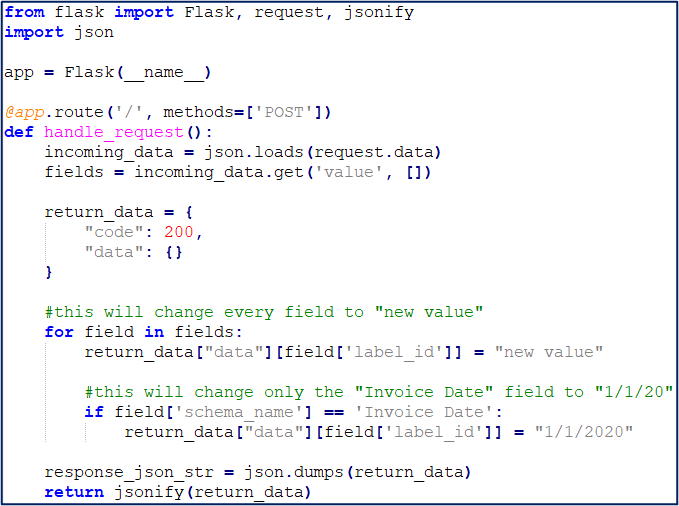 from flask import Flask, request, jsonify
import json

app = Flask(__name__)

@app.route('/', methods=['POST'])
def handle_request():
    incoming_data = json.loads(request.data)
    fields = incoming_data.get('value', [])

    return_data = {
        "code": 200,
        "data": {}
    }

    #this will change every field to "new value"
    for field in fields:
        return_data["data"][field['label_id']] = "new value"

        #this will change only the "Invoice Date" field to "1/1/20"
        if field['schema_name'] == 'Invoice Date':
            return_data["data"][field['label_id']] = "1/1/2020"

    response_json_str = json.dumps(return_data)
    return jsonify(return_data)